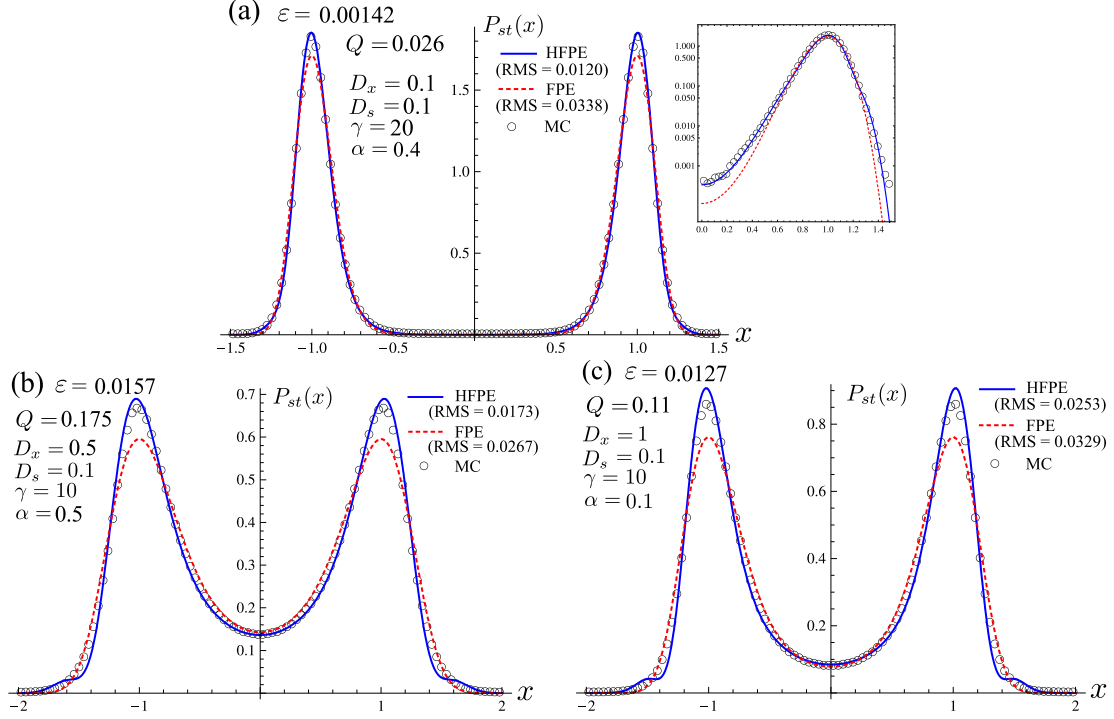 (a) ε = 0.00142
Q = 0.026
D_x = 0.1
D_s = 0.1
γ = 20
α = 0.4
P_st(x)
HFPE
(RMS = 0.0120)
FPE
(RMS = 0.0338)
MC
1.5
1.0
0.5
−1.5 −1.0 −0.5 0.5 1.0 1.5 x
1.000
0.500
0.100
0.050
0.010
0.005
0.001
0.0 0.2 0.4 0.6 0.8 1.0 1.2 1.4
(b) ε = 0.0157
Q = 0.175
D_x = 0.5
D_s = 0.1
γ = 10
α = 0.5
P_st(x)
HFPE
(RMS = 0.0173)
FPE
(RMS = 0.0267)
MC
0.7
0.6
0.5
0.4
0.3
0.2
0.1
−2 −1 0 1 2 x
(c) ε = 0.0127
Q = 0.11
D_x = 1
D_s = 0.1
γ = 10
α = 0.1
P_st(x)
HFPE
(RMS = 0.0253)
FPE
(RMS = 0.0329)
MC
0.8
0.6
0.4
0.2
−2 −1 0 1 2 x